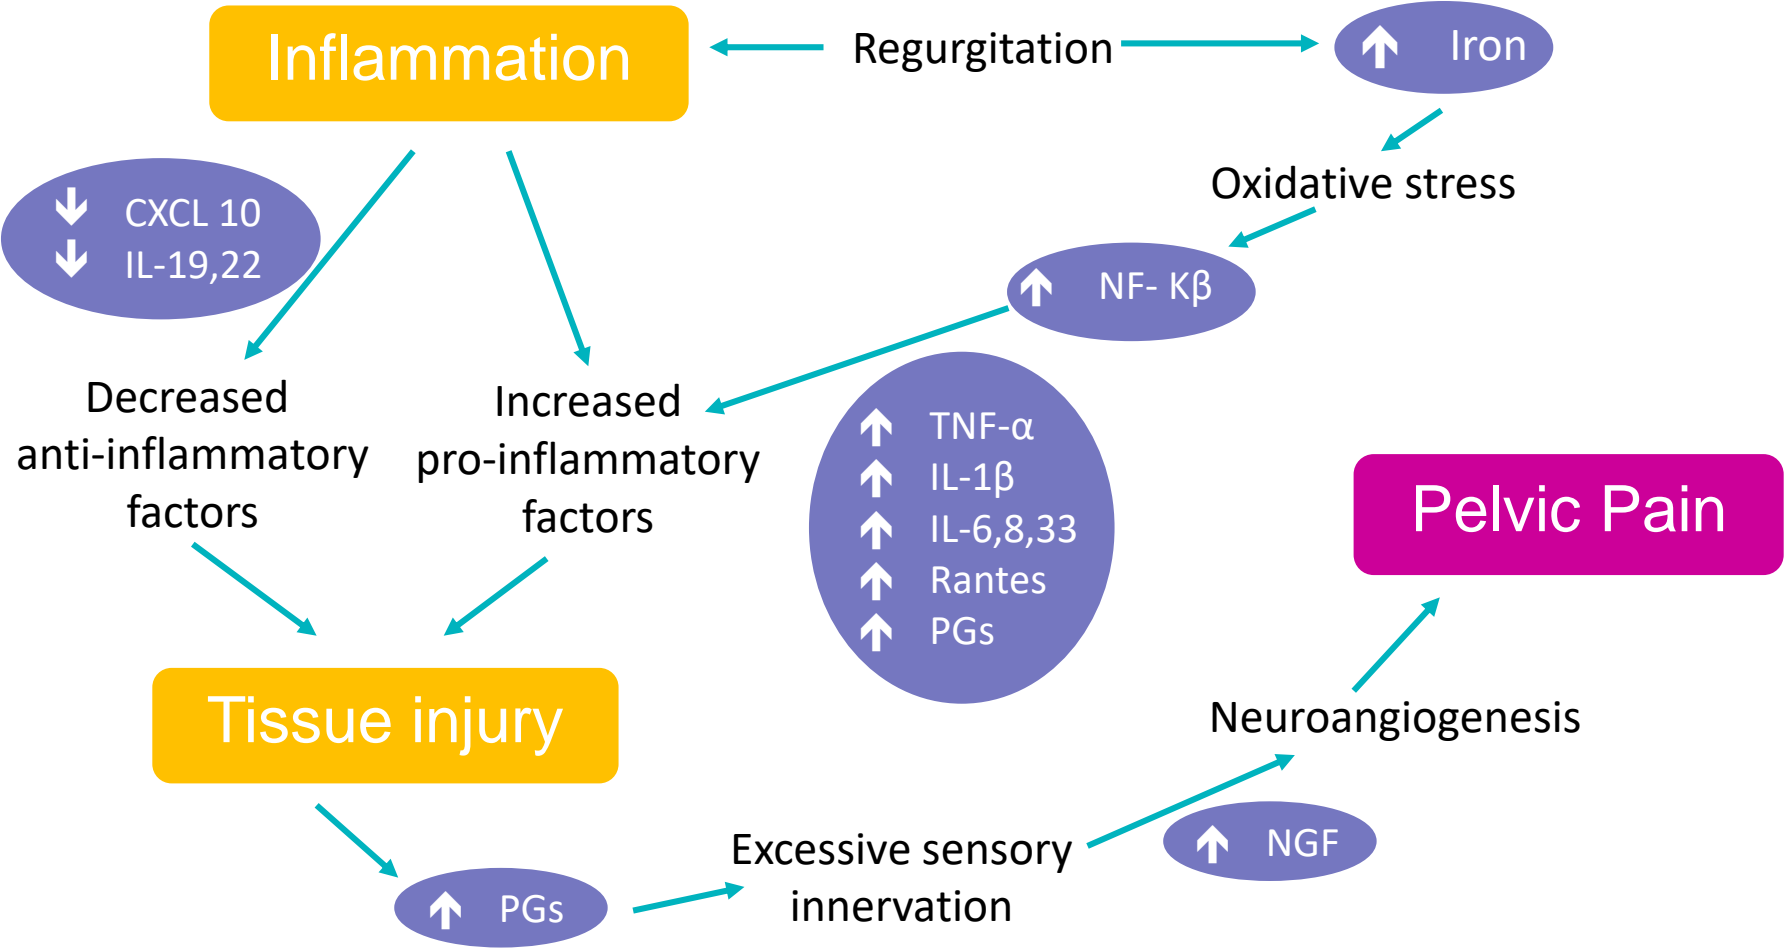 Inflammation
Regurgitation
Iron
Oxidative stress
CXCL 10
IL-19,22
NF- Kβ
Decreased
anti-inflammatory
factors
Increased
pro-inflammatory
factors
TNF-α
IL-1β
IL-6,8,33
Rantes
PGs
Pelvic Pain
Tissue injury
Neuroangiogenesis
NGF
Excessive sensory
innervation
PGs